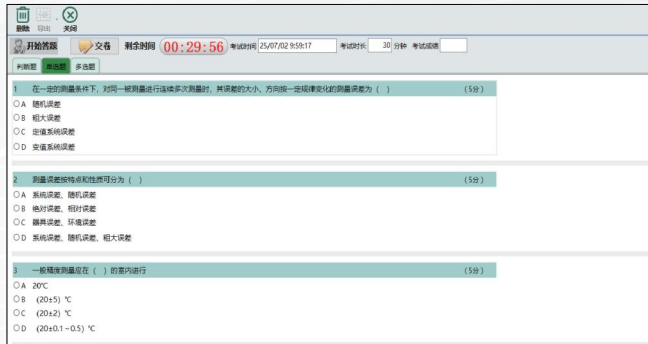 删除 导出 关闭
开始答题 交卷 剩余时间 00:29:56 考试时间 25/07/02 9:59:17 考试时长 30 分钟 考试成绩
判断题 单选题 多选题
1 在一定的测量条件下，对同一被测量进行连续多次测量时，其误差的大小、方向按一定规律变化的测量误差为（ ） (5分)
A 随机误差
B 粗大误差
C 定值系统误差
D 变值系统误差
2 测量误差按特点和性质可分为（ ） (5分)
A 系统误差、随机误差
B 绝对误差、相对误差
C 器具误差、环境误差
D 系统误差、随机误差、粗大误差
3 一般精度测量应在（ ）的室内进行 (5分)
A 20℃
B (20±5) ℃
C (20±2) ℃
D (20±0.1~0.5) ℃